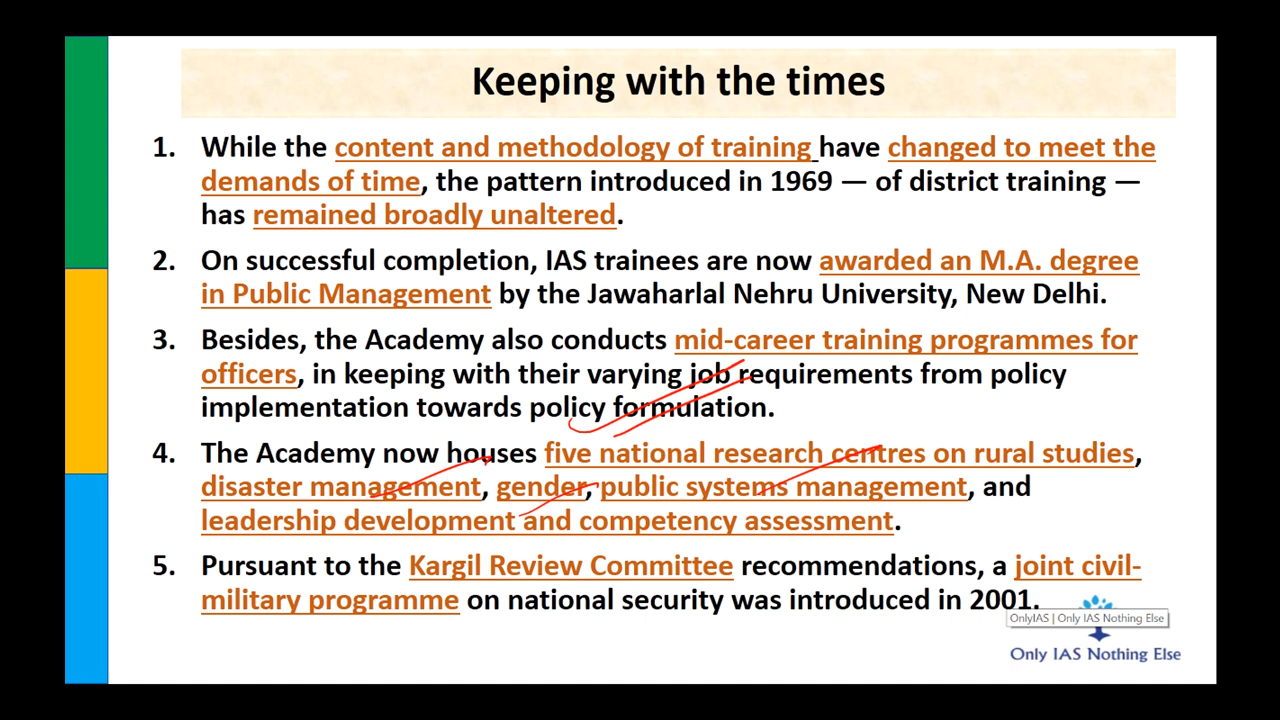 Keeping with the times
1. While the content and methodology of training have changed to meet the
demands of time, the pattern introduced in 1969 — of district training —
has remained broadly unaltered.
2. On successful completion, IAS trainees are now awarded an M.A. degree
in Public Management by the Jawaharlal Nehru University, New Delhi.
3. Besides, the Academy also conducts mid-career training programmes for
officers, in keeping with their varying job requirements from policy
implementation towards policy formulation.
4. The Academy now houses five national research centres on rural studies,
disaster management, gender, public systems management, and
leadership development and competency assessment.
5. Pursuant to the Kargil Review Committee recommendations, a joint civil-
military programme on national security was introduced in 2001.
OnlyIAS | Only IAS Nothing Else
Only IAS Nothing Else